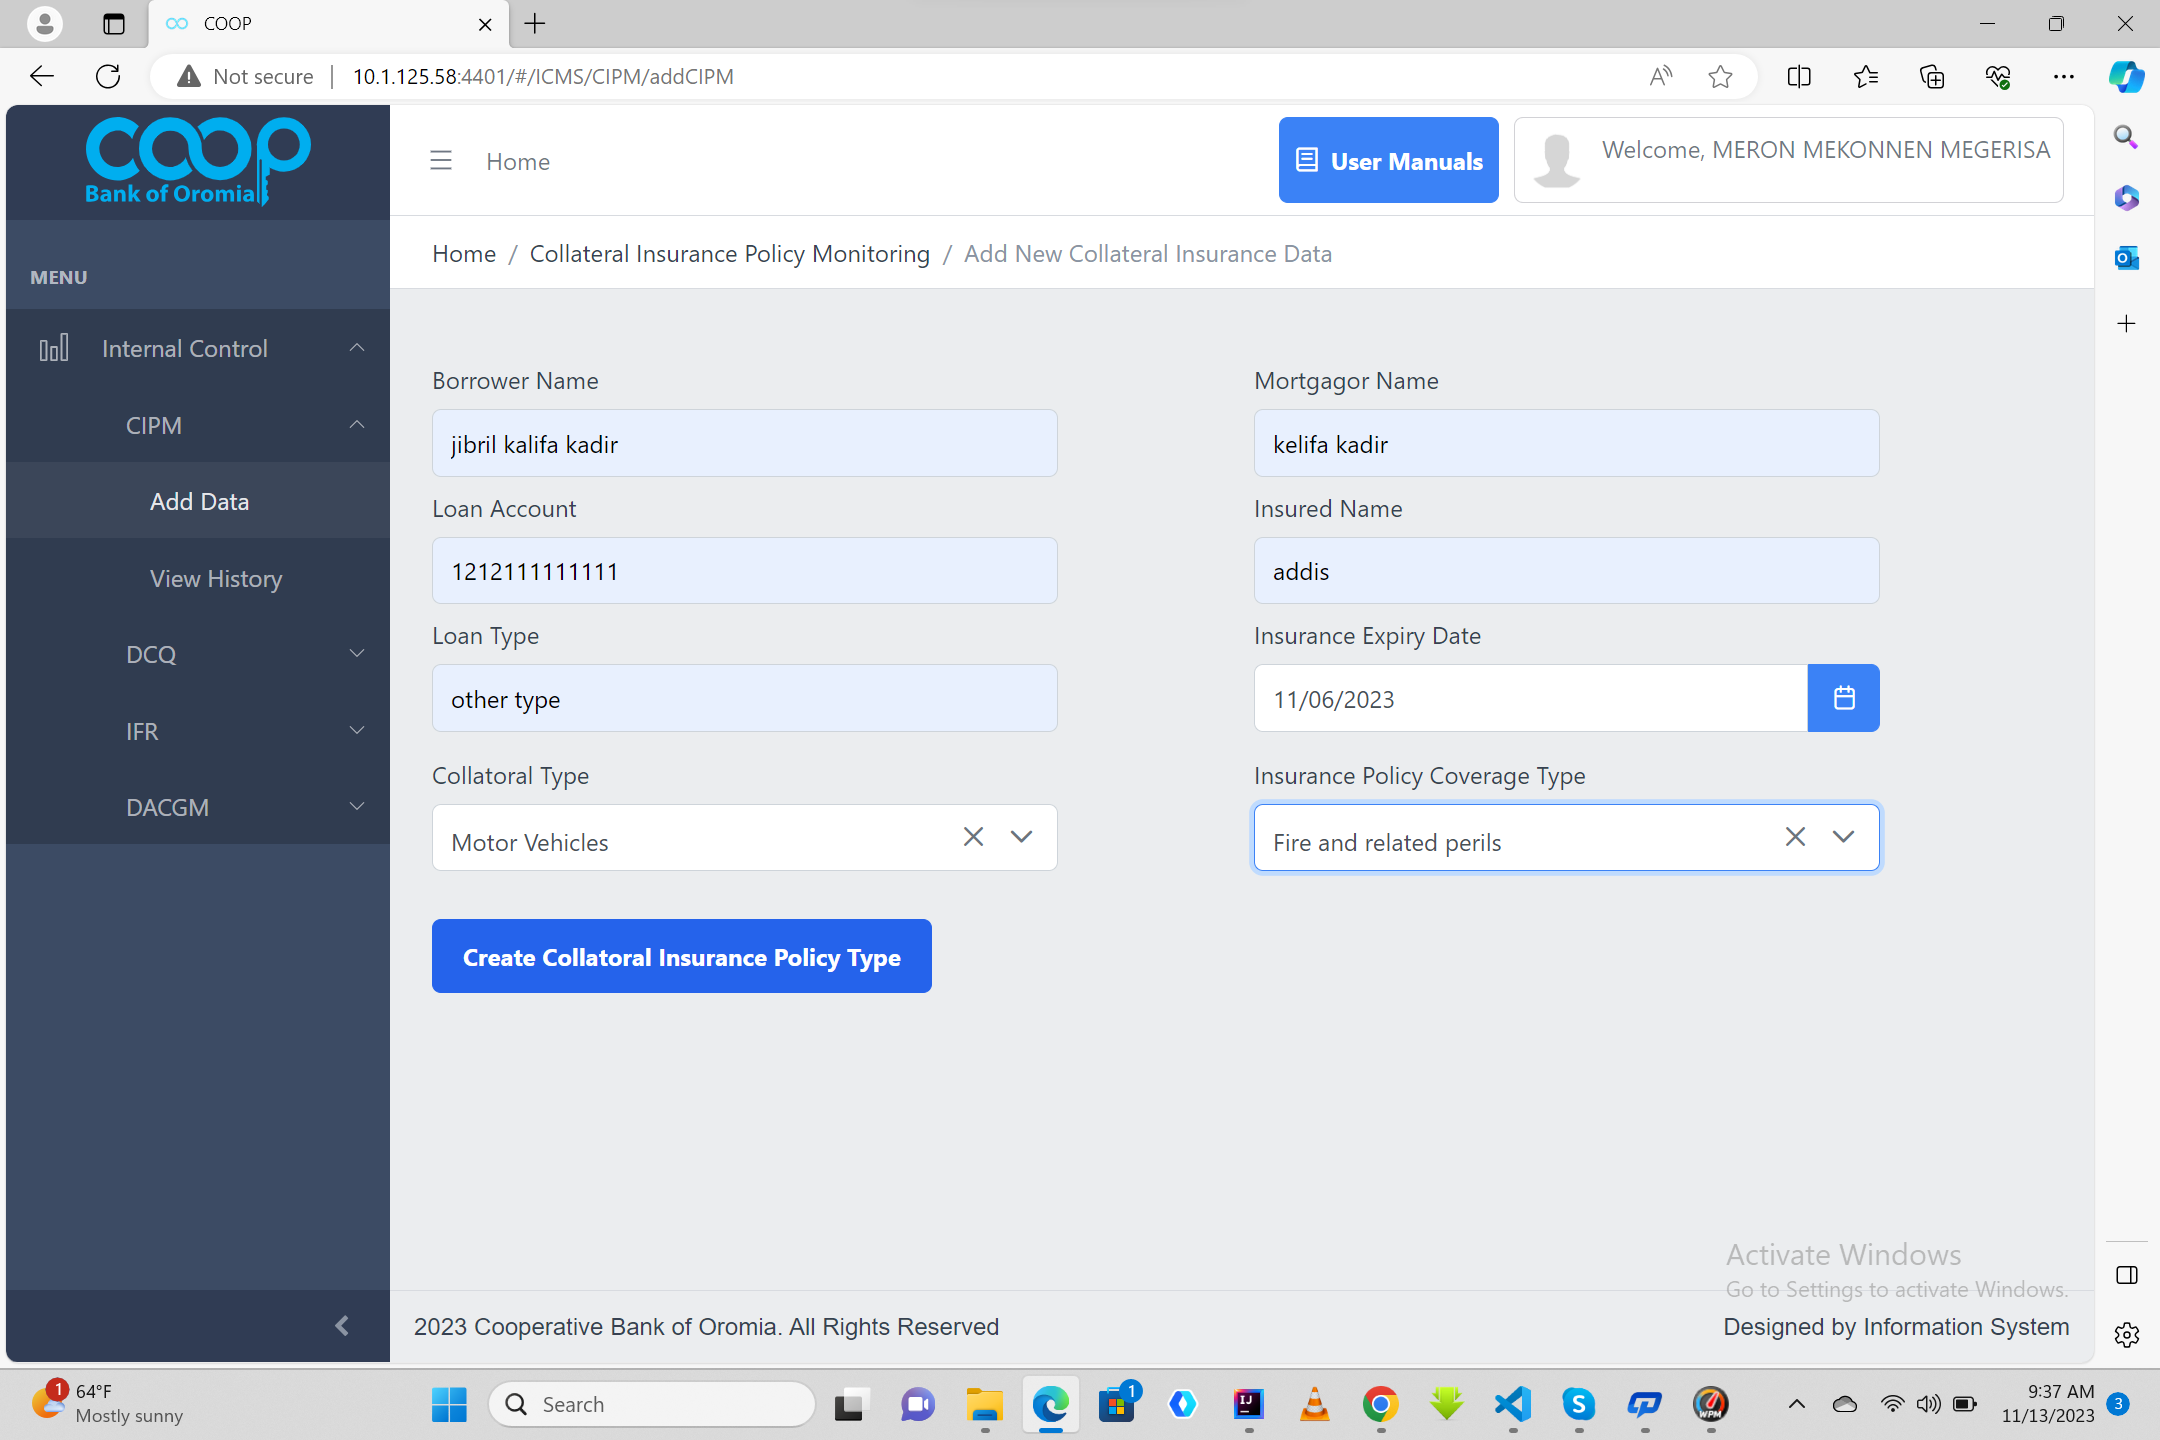 COOP
Not secure
10.1.125.58:4401/#/ICMS/CIPM/addCIPM
coop
Bank of Oromia
Home
User Manuals
Welcome, MERON MEKONNEN MEGERISA
Home / Collateral Insurance Policy Monitoring / Add New Collateral Insurance Data
MENU
Internal Control
CIPM
Add Data
View History
DCQ
IFR
DACGM
Borrower Name
jibril kalifa kadir
Mortgagor Name
kelifa kadir
Loan Account
1212111111111
Insured Name
addis
Loan Type
other type
Insurance Expiry Date
11/06/2023
Collatoral Type
Motor Vehicles
Insurance Policy Coverage Type
Fire and related perils
Create Collatoral Insurance Policy Type
Activate Windows
Go to Settings to activate Windows.
2023 Cooperative Bank of Oromia. All Rights Reserved
Designed by Information System
1
64°F
Mostly sunny
Search
1
IJ
WPM
9:37 AM
11/13/2023
3